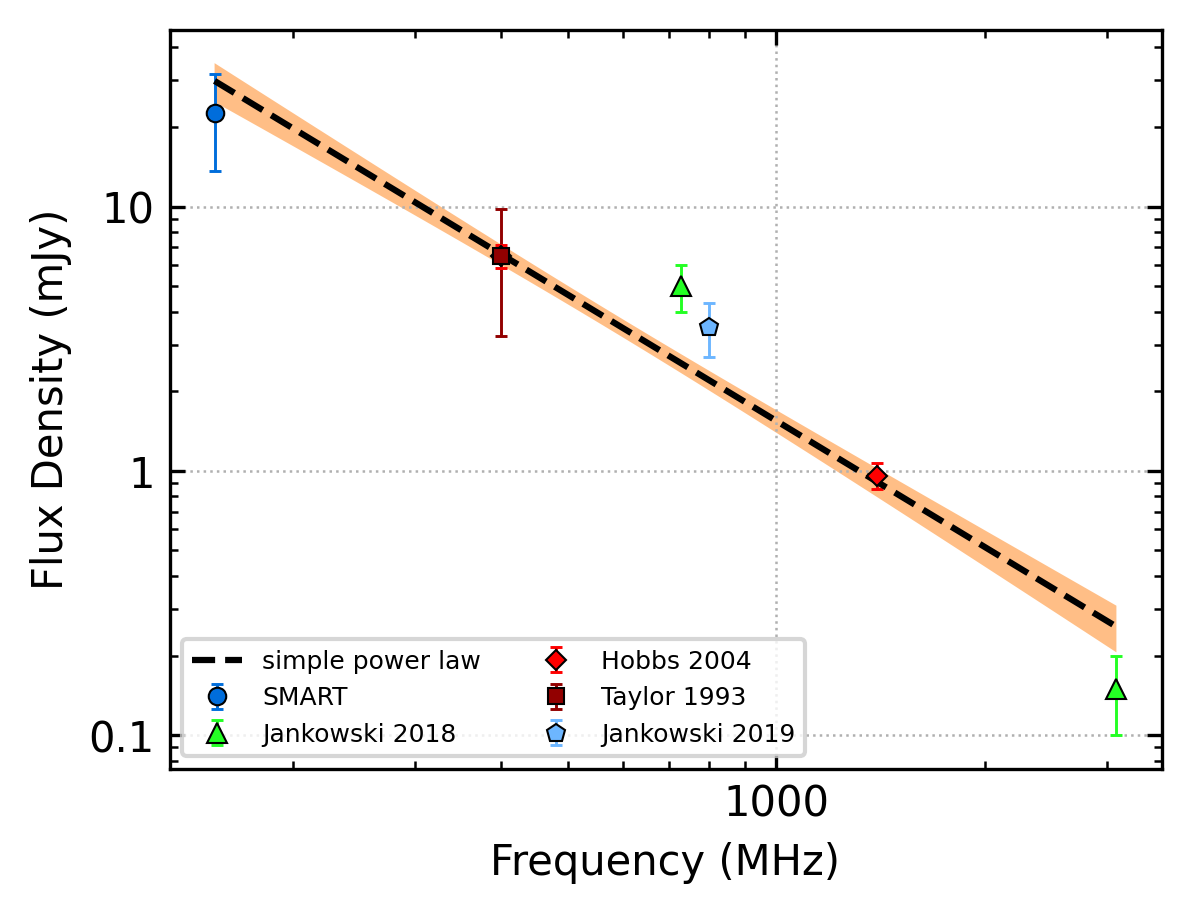 10
1
0.1
Flux Density (mJy)
simple power law
SMART
Jankowski 2018
Hobbs 2004
Taylor 1993
Jankowski 2019
1000
Frequency (MHz)